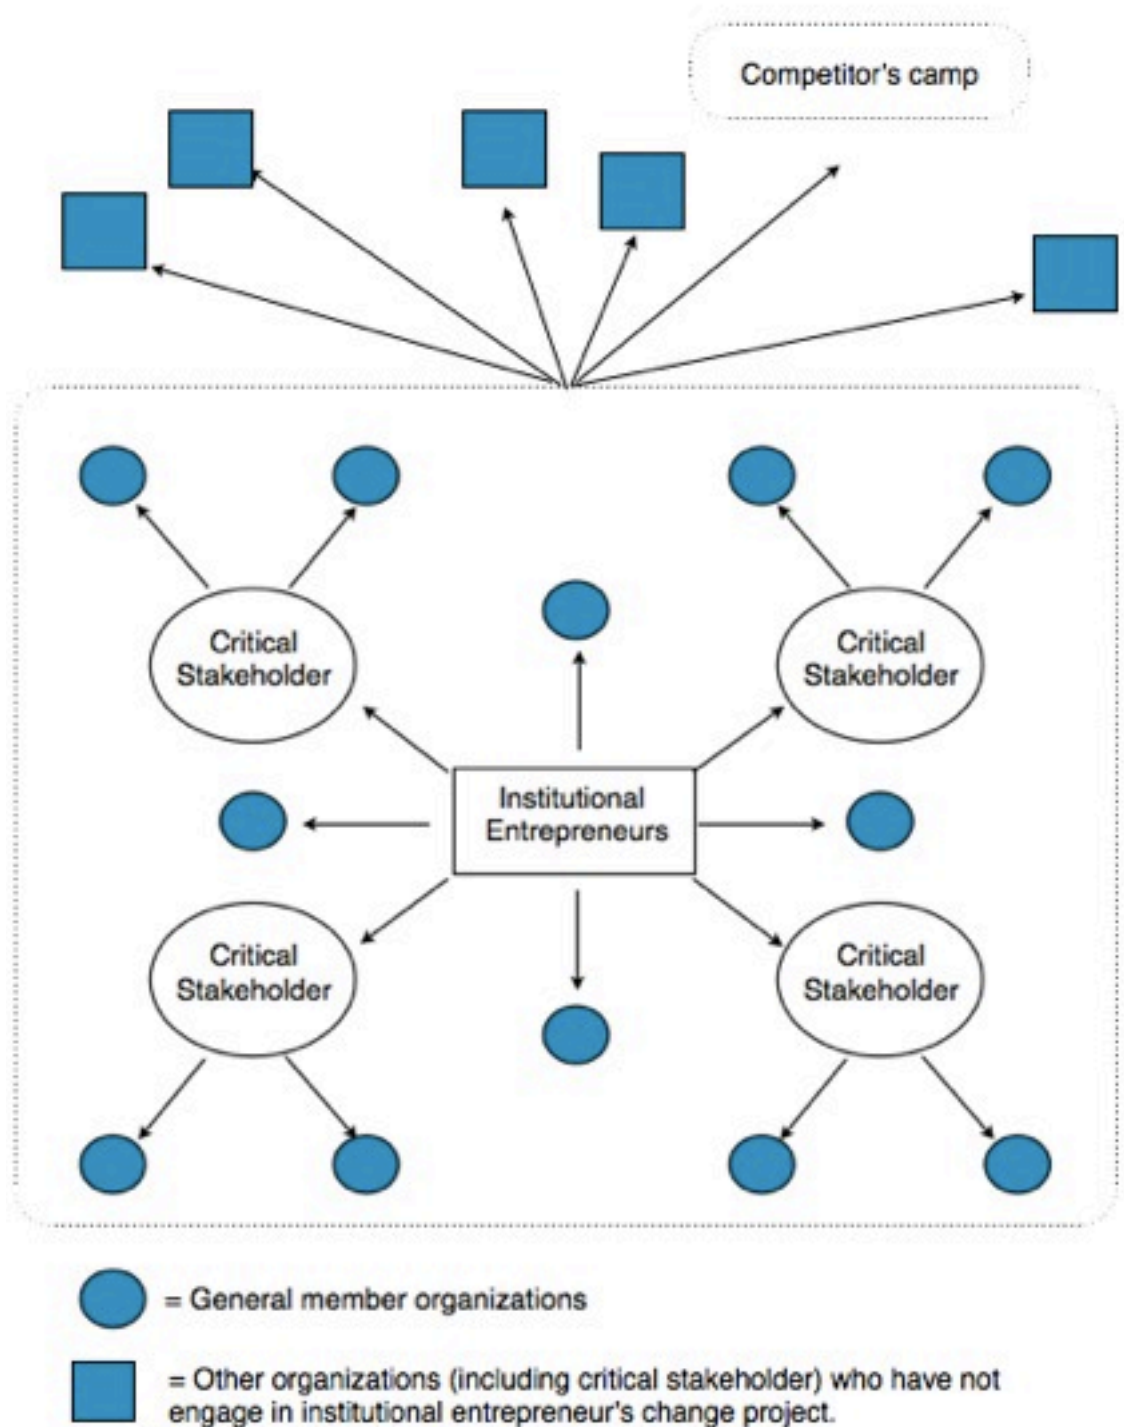 Competitor's camp
Critical
Stakeholder
Critical
Stakeholder
Institutional
Entrepreneurs
Critical
Stakeholder
Critical
Stakeholder
= General member organizations
= Other organizations (including critical stakeholder) who have not
engage in institutional entrepreneur's change project.